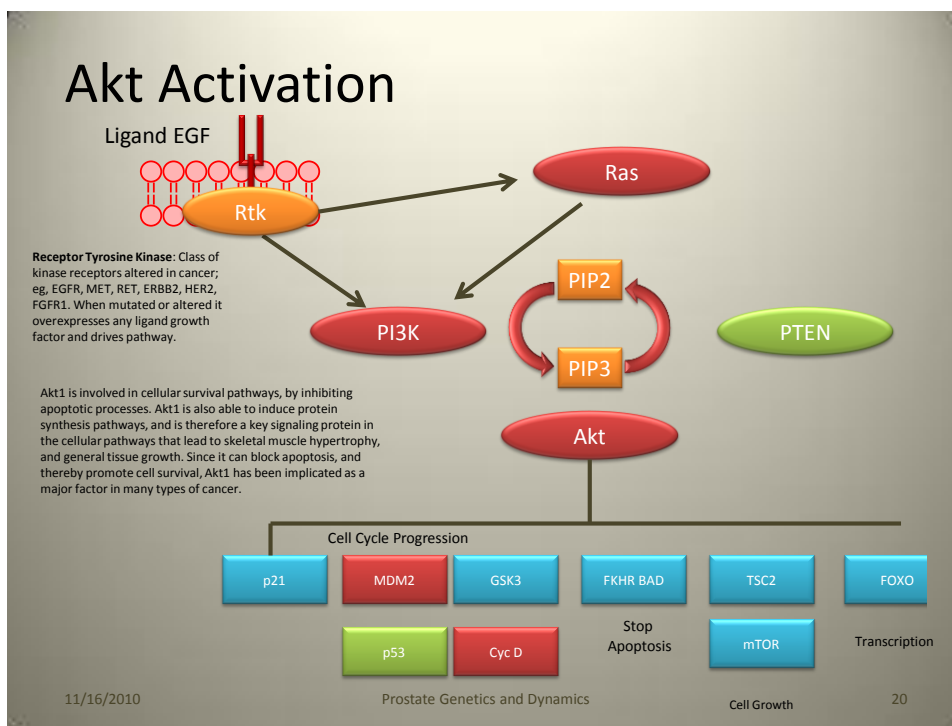 Akt Activation
Ligand EGF
Rtk
Ras
Receptor Tyrosine Kinase: Class of
kinase receptors altered in cancer;
eg, EGFR, MET, RET, ERBB2, HER2,
FGFR1. When mutated or altered it
overexpresses any ligand growth
factor and drives pathway.
PI3K
PIP2
PIP3
PTEN
Akt1 is involved in cellular survival pathways, by inhibiting
apoptotic processes. Akt1 is also able to induce protein
synthesis pathways, and is therefore a key signaling protein in
the cellular pathways that lead to skeletal muscle hypertrophy,
and general tissue growth. Since it can block apoptosis, and
thereby promote cell survival, Akt1 has been implicated as a
major factor in many types of cancer.
Akt
Cell Cycle Progression
p21
MDM2
GSK3
FKHR BAD
TSC2
FOXO
p53
Cyc D
Stop
Apoptosis
mTOR
Transcription
11/16/2010
Prostate Genetics and Dynamics
Cell Growth
20